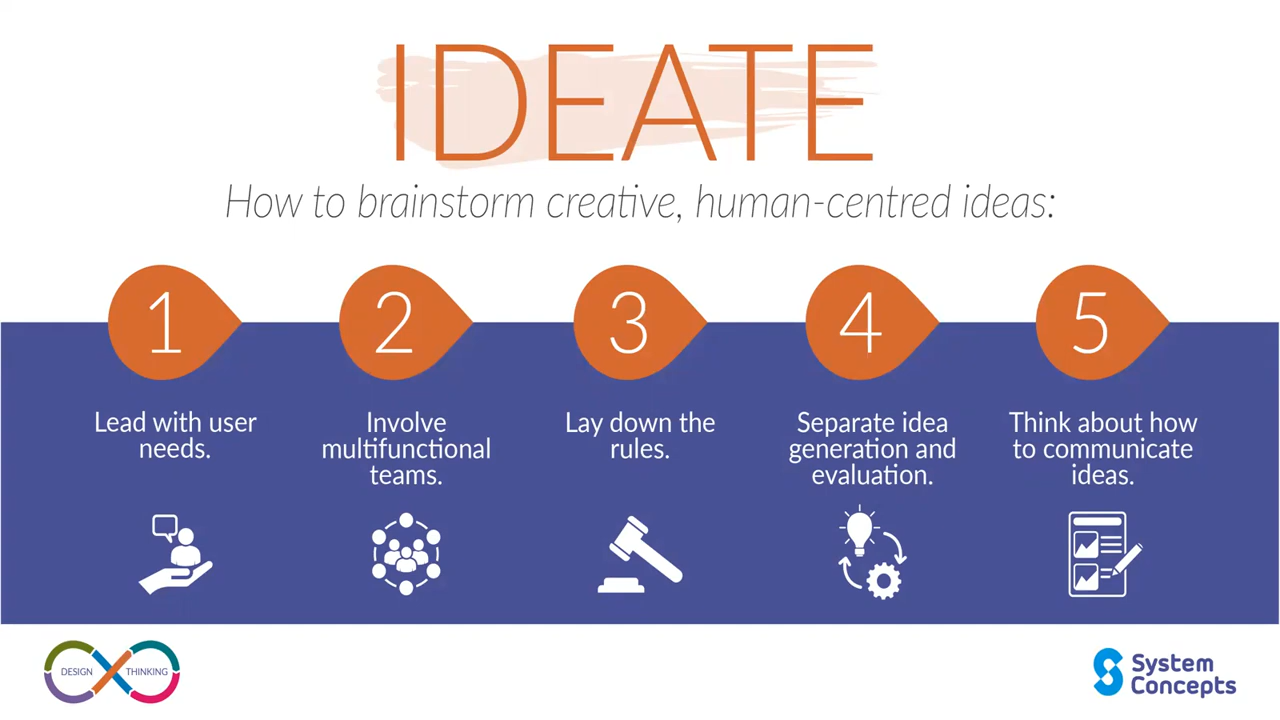 IDEATE
How to brainstorm creative, human-centred ideas:
1
Lead with user
needs.
2
Involve
multifunctional
teams.
3
Lay down the
rules.
4
Separate idea
generation and
evaluation.
5
Think about how
to communicate
ideas.
DESIGN THINKING
System
Concepts